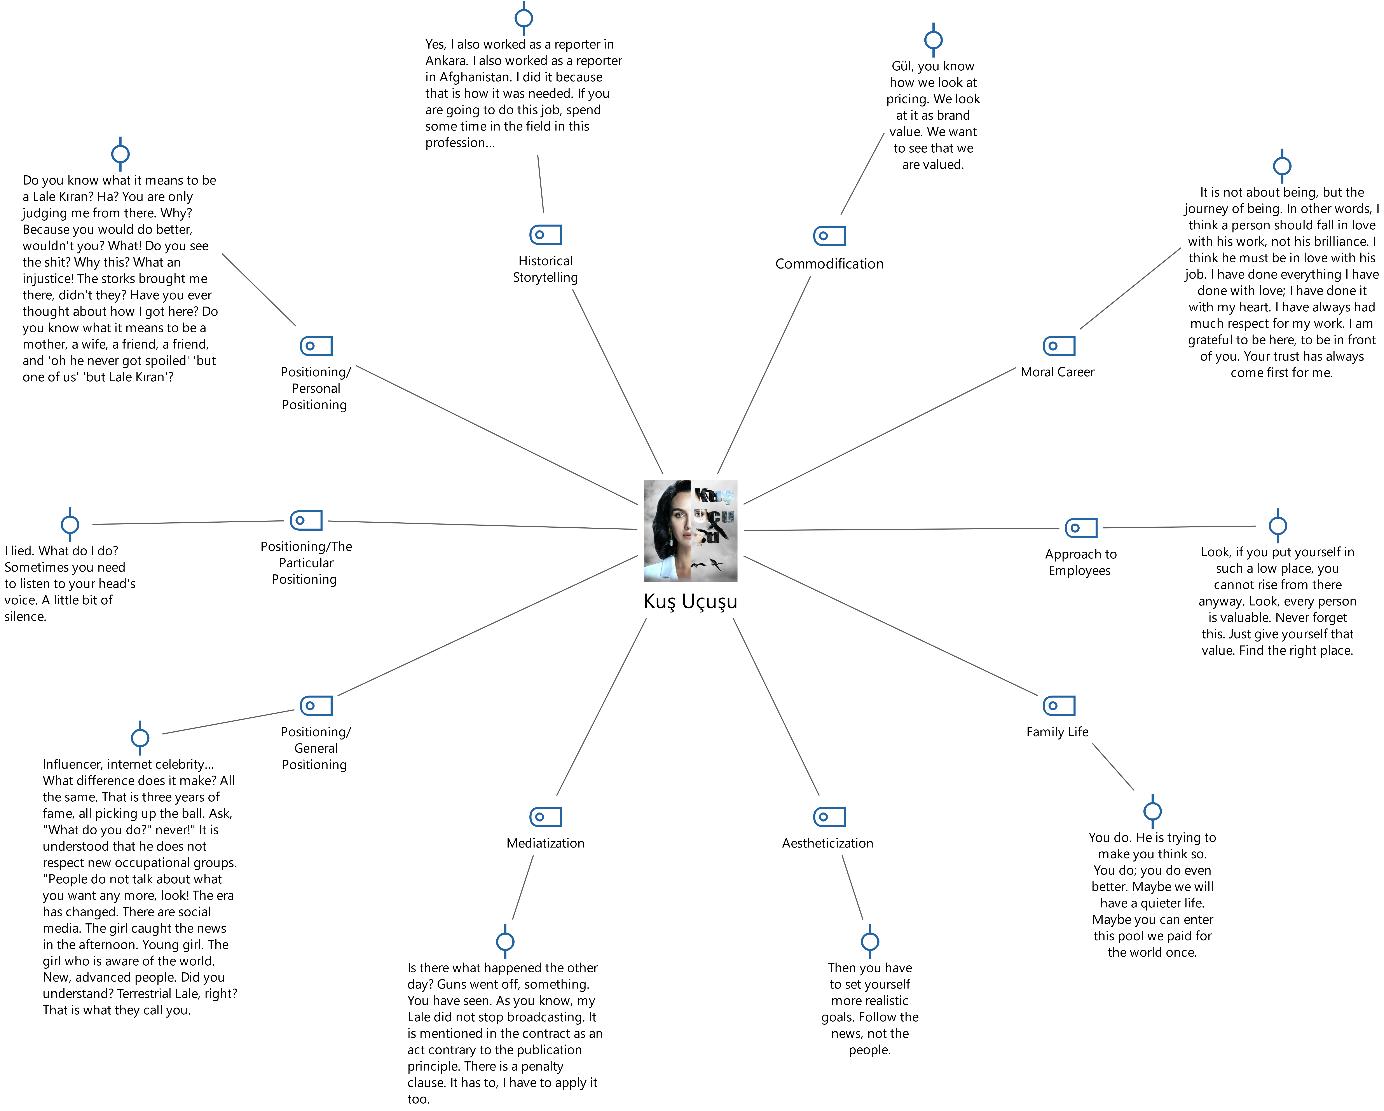 Yes, I also worked as a reporter in
Ankara. I also worked as a reporter
in Afghanistan. I did it because
that is how it was needed. If you
are going to do this job, spend
some time in the field in this
profession...
Gül, you know
how we look at
pricing. We look
at it as brand
value. We want
to see that we
are valued.
Do you know what it means to be
a Lale Kıran? Ha? You are only
judging me from there. Why?
Because you would do better,
wouldn't you? What! Do you see
the shit? Why this? What an
injustice! The storks brought me
there, didn't they? Have you ever
thought about how I got here? Do
you know what it means to be a
mother, a wife, a friend, a friend,
and 'oh he never got spoiled' 'but
one of us' 'but Lale Kıran'?
It is not about being, but the
journey of being. In other words, I
think a person should fall in love
with his work, not his brilliance. I
think he must be in love with his
job. I have done everything I have
done with love; I have done it
with my heart. I have always had
much respect for my work. I am
grateful to be here, to be in front
of you. Your trust has always
come first for me.
Historical
Storytelling
Commodification
Positioning/
Personal
Positioning
Moral Career
Kuş Uçuşu
Positioning/The
Particular
Positioning
I lied. What do I do?
Sometimes you need
to listen to your head's
voice. A little bit of
silence.
Approach to
Employees
Look, if you put yourself in
such a low place, you
cannot rise from there
anyway. Look, every person
is valuable. Never forget
this. Just give yourself that
value. Find the right place.
Positioning/
General
Positioning
Family Life
Influencer, internet celebrity...
What difference does it make? All
the same. That is three years of
fame, all picking up the ball. Ask,
"What do you do?" never!" It is
understood that he does not
respect new occupational groups.
"People do not talk about what
you want any more, look! The era
has changed. There are social
media. The girl caught the news
in the afternoon. Young girl. The
girl who is aware of the world.
New, advanced people. Did you
understand? Terrestrial Lale, right?
That is what they call you.
Mediatization
Aestheticization
You do. He is trying to
make you think so.
You do; you do even
better. Maybe we will
have a quieter life.
Maybe you can enter
this pool we paid for
the world once.
Is there what happened the other
day? Guns went off, something.
You have seen. As you know, my
Lale did not stop broadcasting. It
is mentioned in the contract as an
act contrary to the publication
principle. There is a penalty
clause. It has to, I have to apply it
too.
Then you have
to set yourself
more realistic
goals. Follow the
news, not the
people.